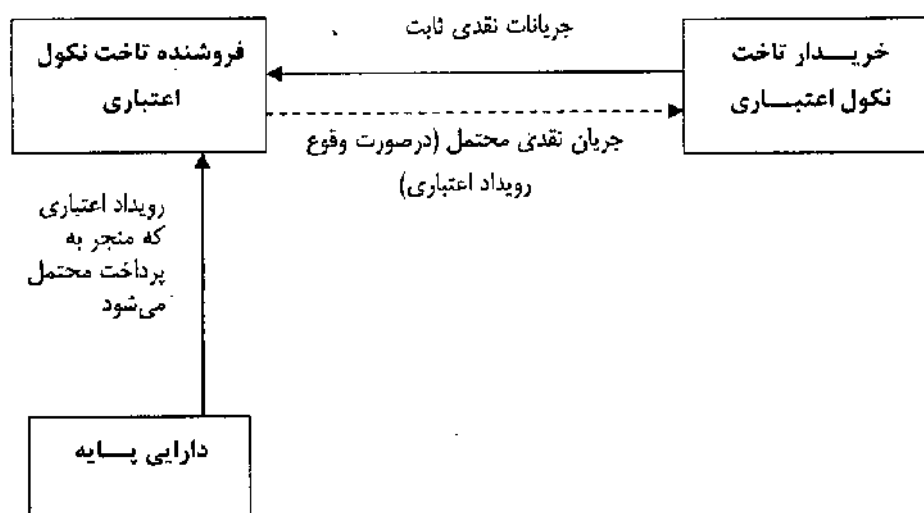 جریانات نقدی ثابت
خریدار تاخت
نکول اعتباری
فروشنده تاخت نکول
اعتباری
جریان نقدی محتمل (درصورت وقوع
رویداد اعتباری)
رویداد اعتباری
که منجر به
پرداخت محتمل
می‌شود
دارایی پایه